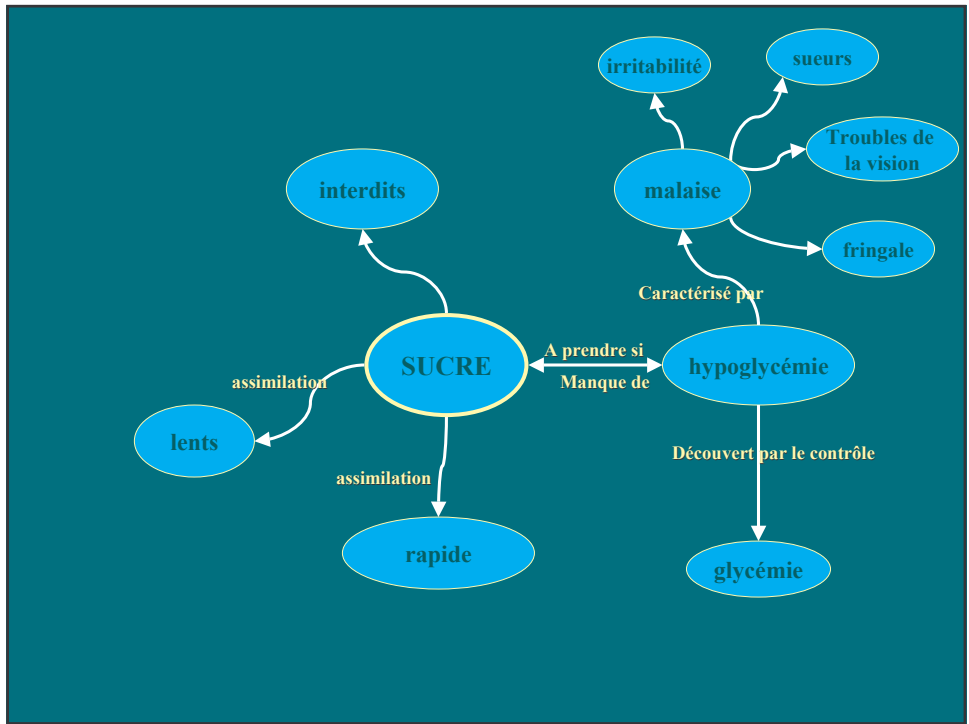 sueurs
irritabilité
Troubles de
la vision
interdits
malaise
fringale
Caractérisé par
A prendre si
SUCRE
hypoglycémie
Manque de
assimilation
lents
Découvert par le contrôle
assimilation
rapide
glycémie